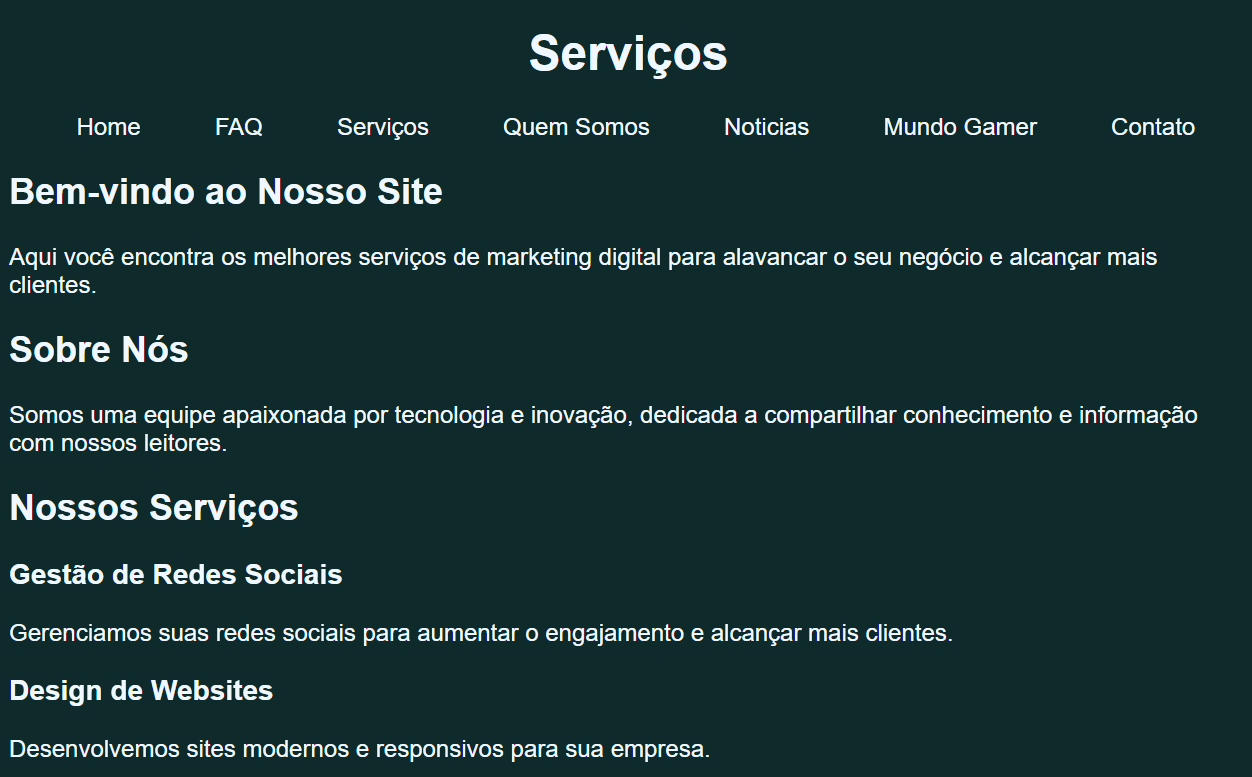 Serviços
Home FAQ Serviços Quem Somos Noticias Mundo Gamer Contato
Bem-vindo ao Nosso Site
Aqui você encontra os melhores serviços de marketing digital para alavancar o seu negócio e alcançar mais
clientes.
Sobre Nós
Somos uma equipe apaixonada por tecnologia e inovação, dedicada a compartilhar conhecimento e informação
com nossos leitores.
Nossos Serviços
Gestão de Redes Sociais
Gerenciamos suas redes sociais para aumentar o engajamento e alcançar mais clientes.
Design de Websites
Desenvolvemos sites modernos e responsivos para sua empresa.